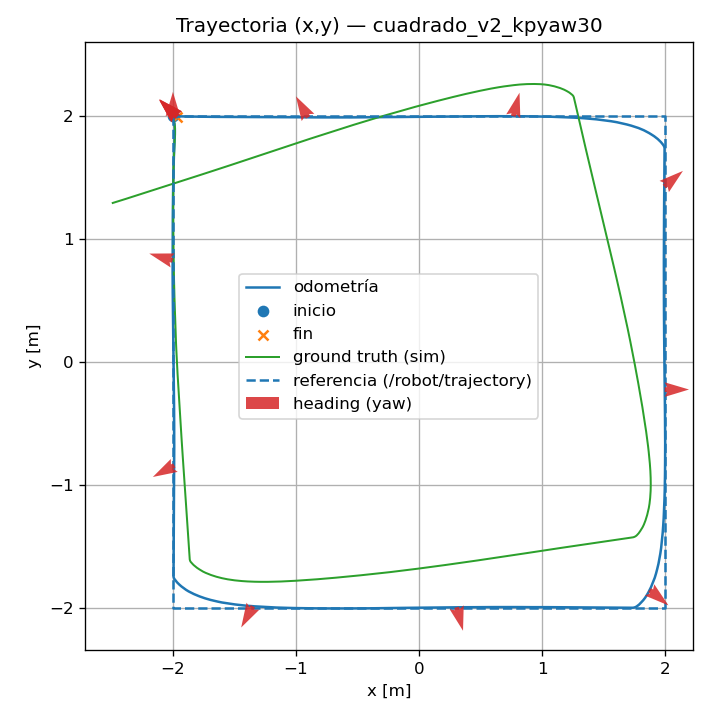 Trayectoria (x,y) — cuadrado_v2_kpyaw30
y [m]
2
1
0
−1
−2
odometría
inicio
fin
ground truth (sim)
referencia (/robot/trajectory)
heading (yaw)
−2
−1
0
1
2
x [m]